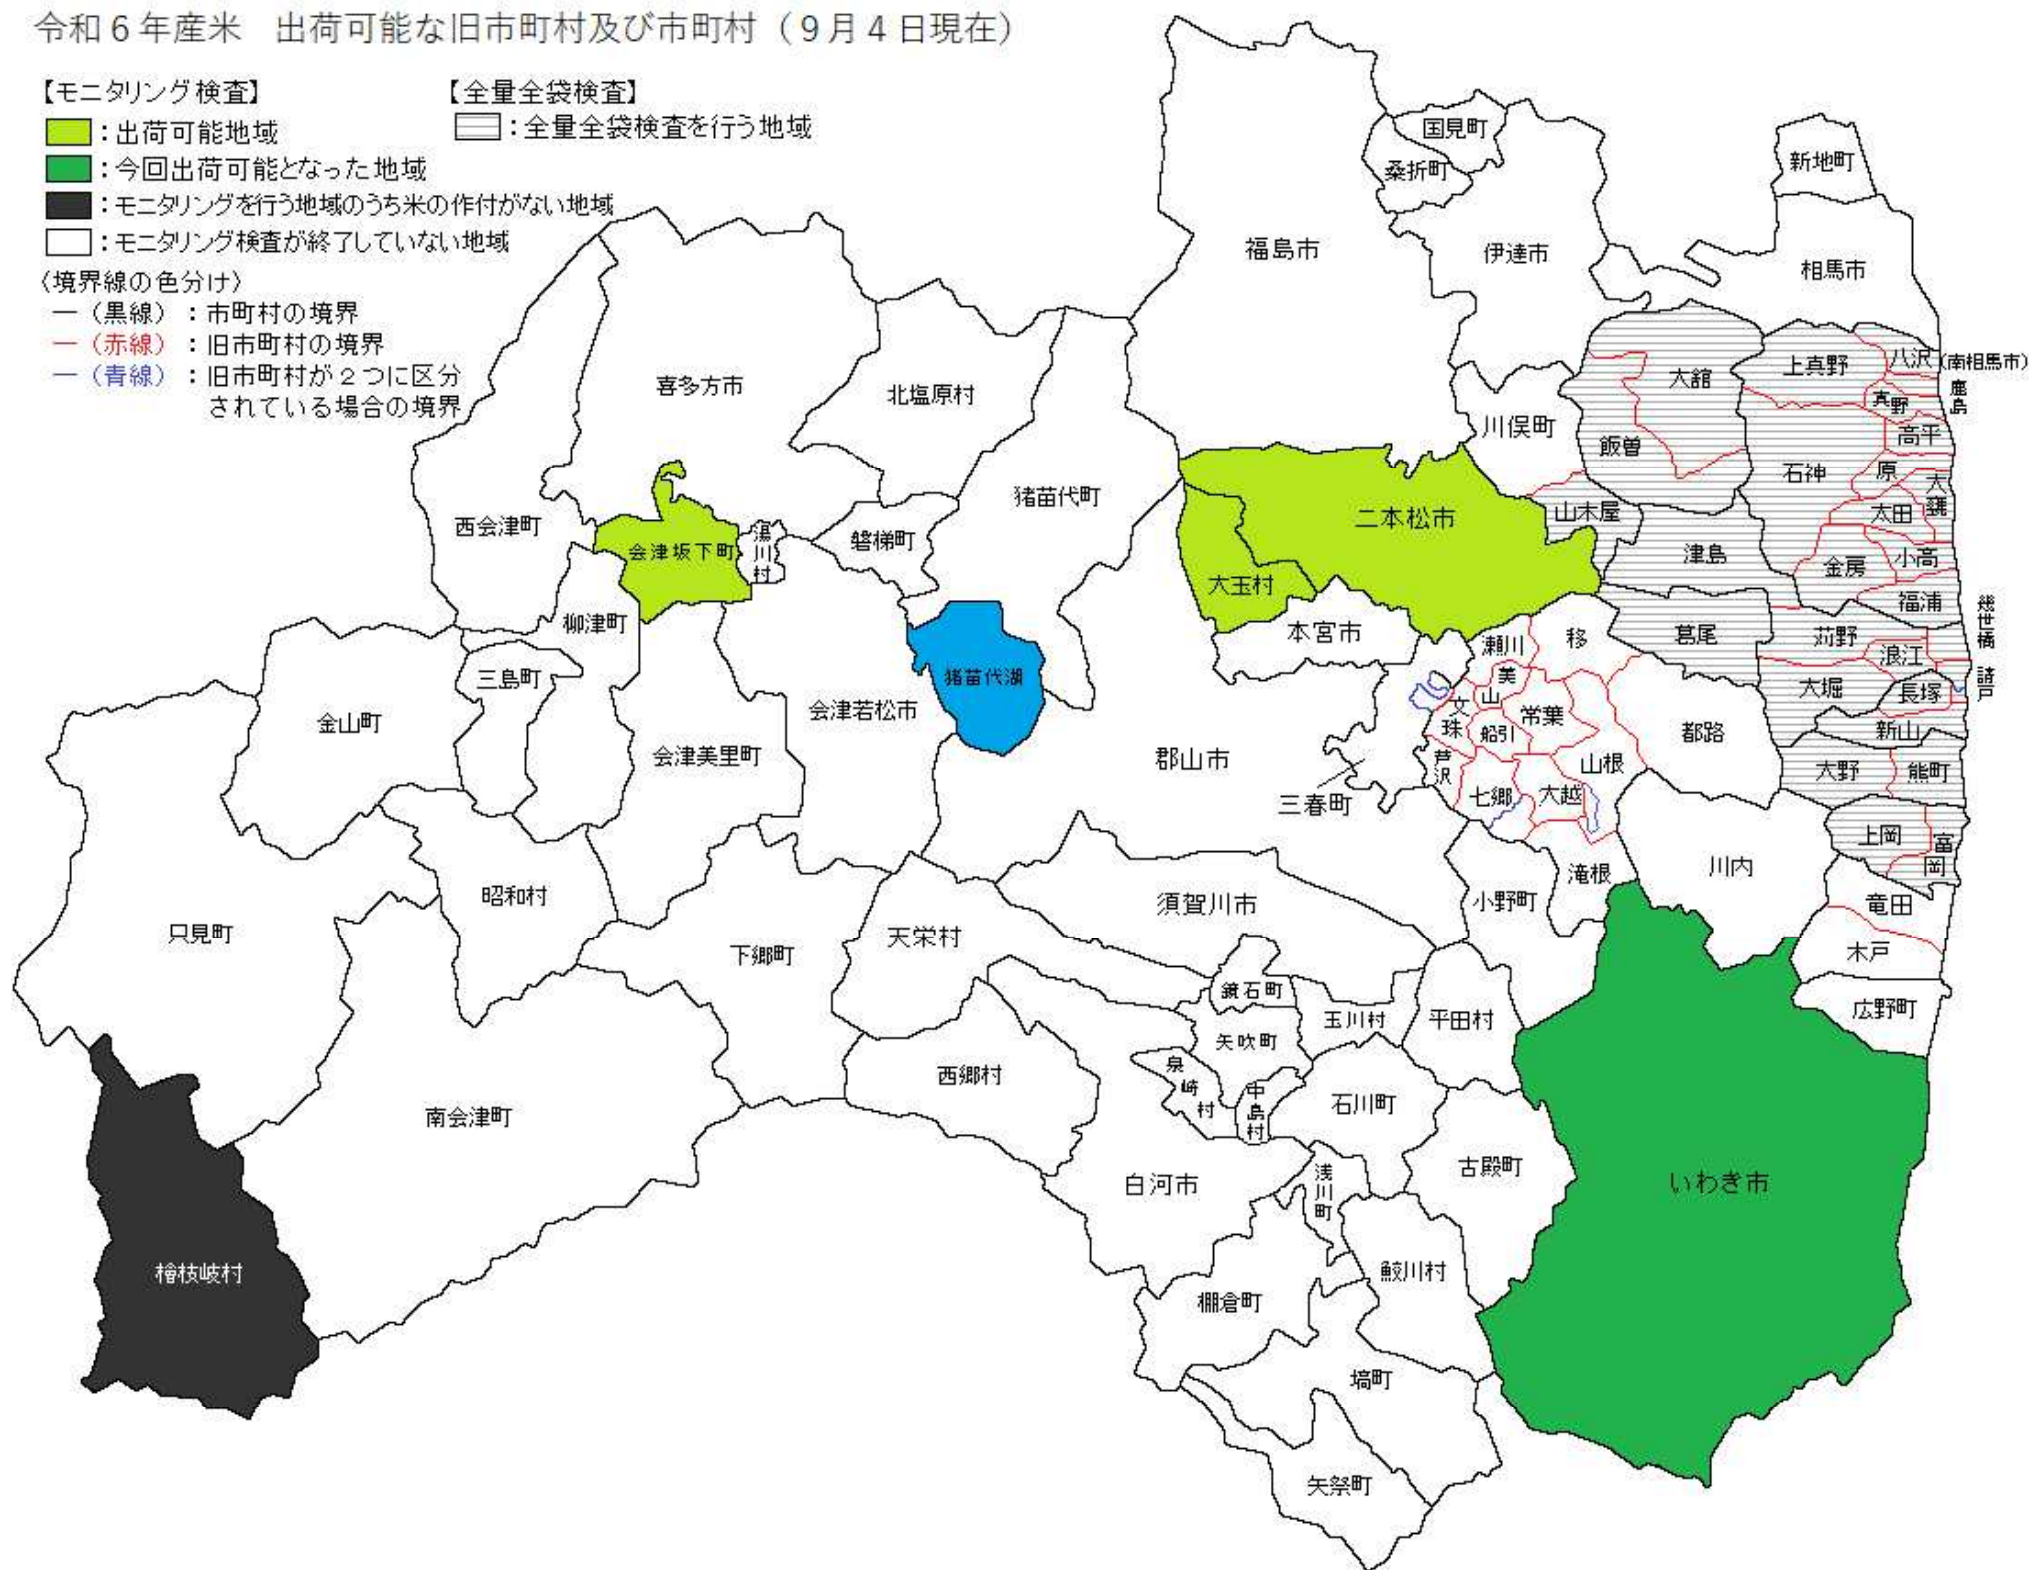 令和６年産米　出荷可能な旧市町村及び市町村（９月４日現在）
【モニタリング検査】
【全量全袋検査】
：出荷可能地域
：全量全袋検査を行う地域
：今回出荷可能となった地域
：モニタリングを行う地域のうち米の作付がない地域
：モニタリング検査が終了していない地域
〈境界線の色分け〉
―（黒線）：市町村の境界
―（赤線）：旧市町村の境界
―（青線）：旧市町村が２つに区分
されている場合の境界
国見町
桑折町
新地町
福島市
伊達市
相馬市
八沢
(南相馬市)
上真野
大舘
真野
鹿島
喜多方市
北塩原村
川俣町
飯曽
高平
石神
原
大甕
猪苗代町
山木屋
太田
西会津町
会津坂下町
湯川村
磐梯町
二本松市
津島
金房
小高
大玉村
福浦
幾世橋
柳津町
本宮市
瀬川
移
葛尾
苅野
浪江
請戸
三島町
猪苗代湖
美山
大堀
長塚
金山町
会津若松市
文珠
船引
常葉
都路
新山
会津美里町
郡山市
芦沢
山根
大野
熊町
三春町
七郷
大越
上岡
富岡
昭和村
川内
滝根
小野町
須賀川市
竜田
只見町
下郷町
天栄村
木戸
鏡石町
玉川村
平田村
広野町
矢吹町
泉崎村
中島村
西郷村
石川町
南会津町
古殿町
白河市
浅川町
いわき市
檜枝岐村
鮫川村
棚倉町
塙町
矢祭町